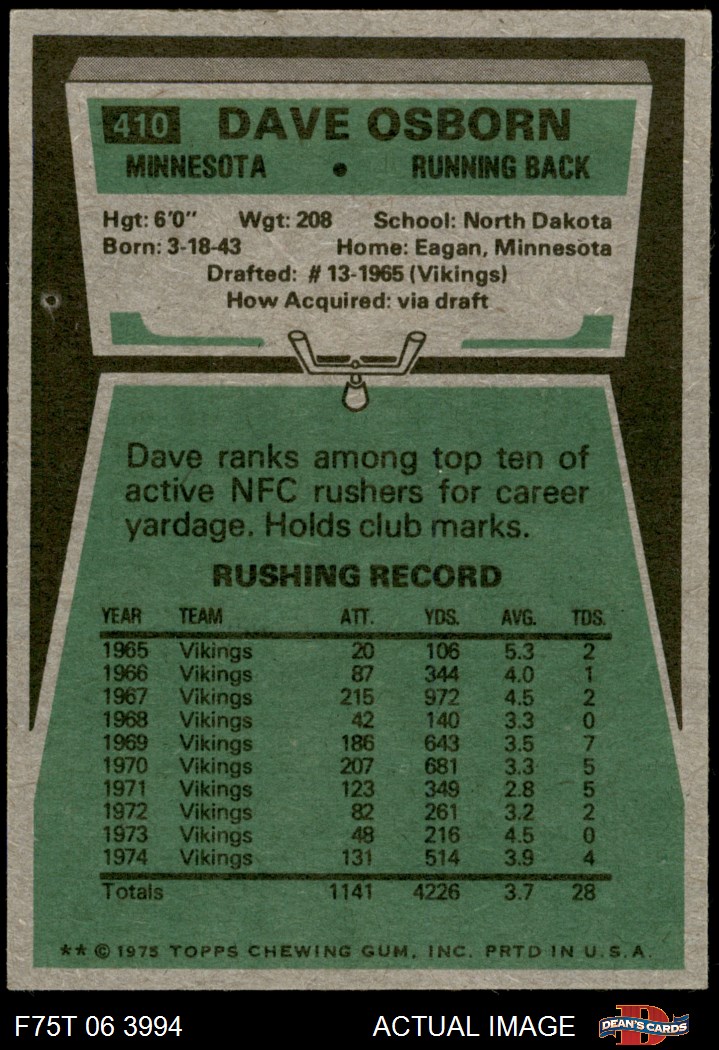 410 DAVE OSBORN
MINNESOTA • RUNNING BACK
Hgt: 6'0" Wgt: 208 School: North Dakota
Born: 3-18-43 Home: Eagan, Minnesota
Drafted: # 13-1965 (Vikings)
How Acquired: via draft
Dave ranks among top ten of
active NFC rushers for career
yardage. Holds club marks.
RUSHING RECORD
YEAR TEAM ATT. YDS. AVG. TDS.
1965 Vikings 20 106 5.3 2
1966 Vikings 87 344 4.0 1
1967 Vikings 215 972 4.5 2
1968 Vikings 42 140 3.3 0
1969 Vikings 186 643 3.5 7
1970 Vikings 207 681 3.3 5
1971 Vikings 123 349 2.8 5
1972 Vikings 82 261 3.2 2
1973 Vikings 48 216 4.5 0
1974 Vikings 131 514 3.9 4
Totals 1141 4226 3.7 28
** © 1975 TOPPS CHEWING GUM, INC. PRTD IN U.S.A.
F75T 06 3994 ACTUAL IMAGE D DEAN'S CARDS